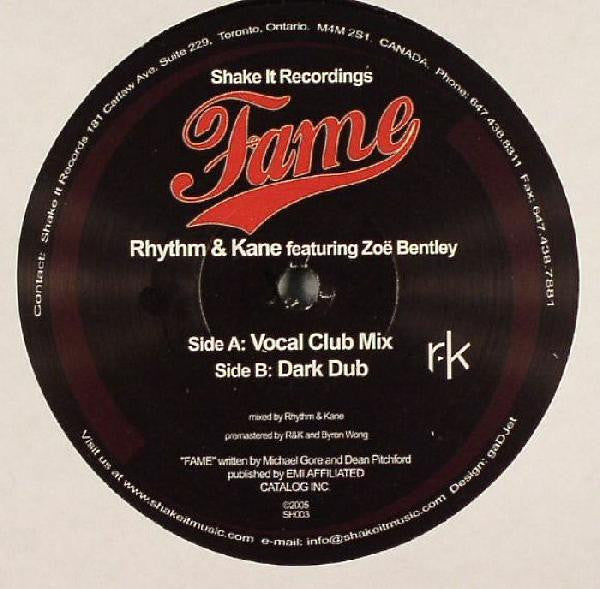 Contact: Shake It Records 181 Carlaw Ave, Suite 229, Toronto, Ontario. M4M 2S1. CANADA. Phone: 647.438.8311 Fax: 647.438.7881
Shake It Recordings
Fame
Rhythm & Kane featuring Zoë Bentley
Side A: Vocal Club Mix
Side B: Dark Dub
r·k
mixed by Rhythm & Kane
premastered by R&K and Byron Wong
"FAME" written by Michael Gore and Dean Pitchford
published by EMI AFFILIATED
CATALOG INC.
©2005
SH003
Visit us at www.shakeitmusic.com e-mail: info@shakeitmusic.com Design: gaDJet